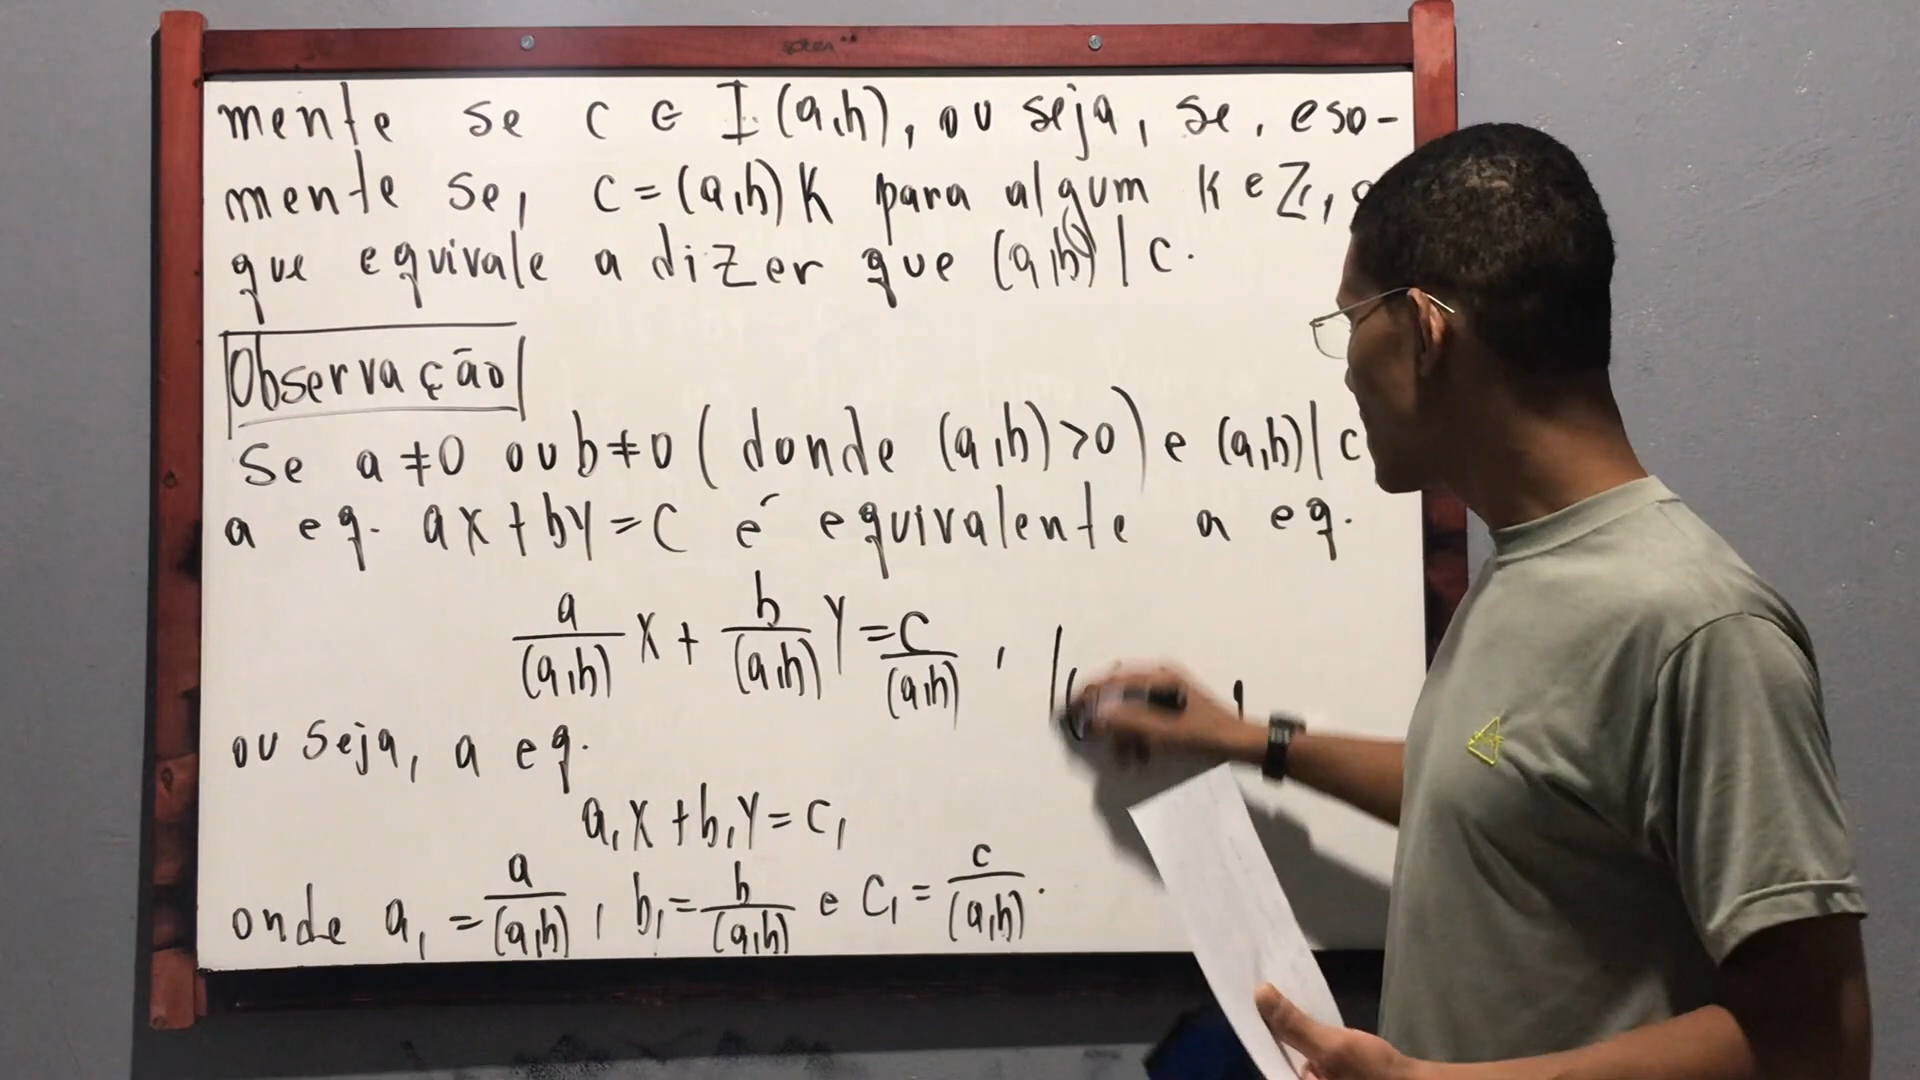 mente se c ∈ I(a,b), ou seja, se, e so-
mente se, c = (a,b)K para algum K ∈ Z,
que equivale a dizer que (a,b) | c.
Observação
Se a ≠ 0 ou b ≠ 0 (donde (a,b) > 0) e (a,b) | c
a eq. aX + bY = C é equivalente a eq.
a/(a,b) X + b/(a,b) Y = C/(a,b),
ou seja, a eq.
a₁X + b₁Y = C₁
onde a₁ = a/(a,b), b₁ = b/(a,b) e C₁ = c/(a,b).